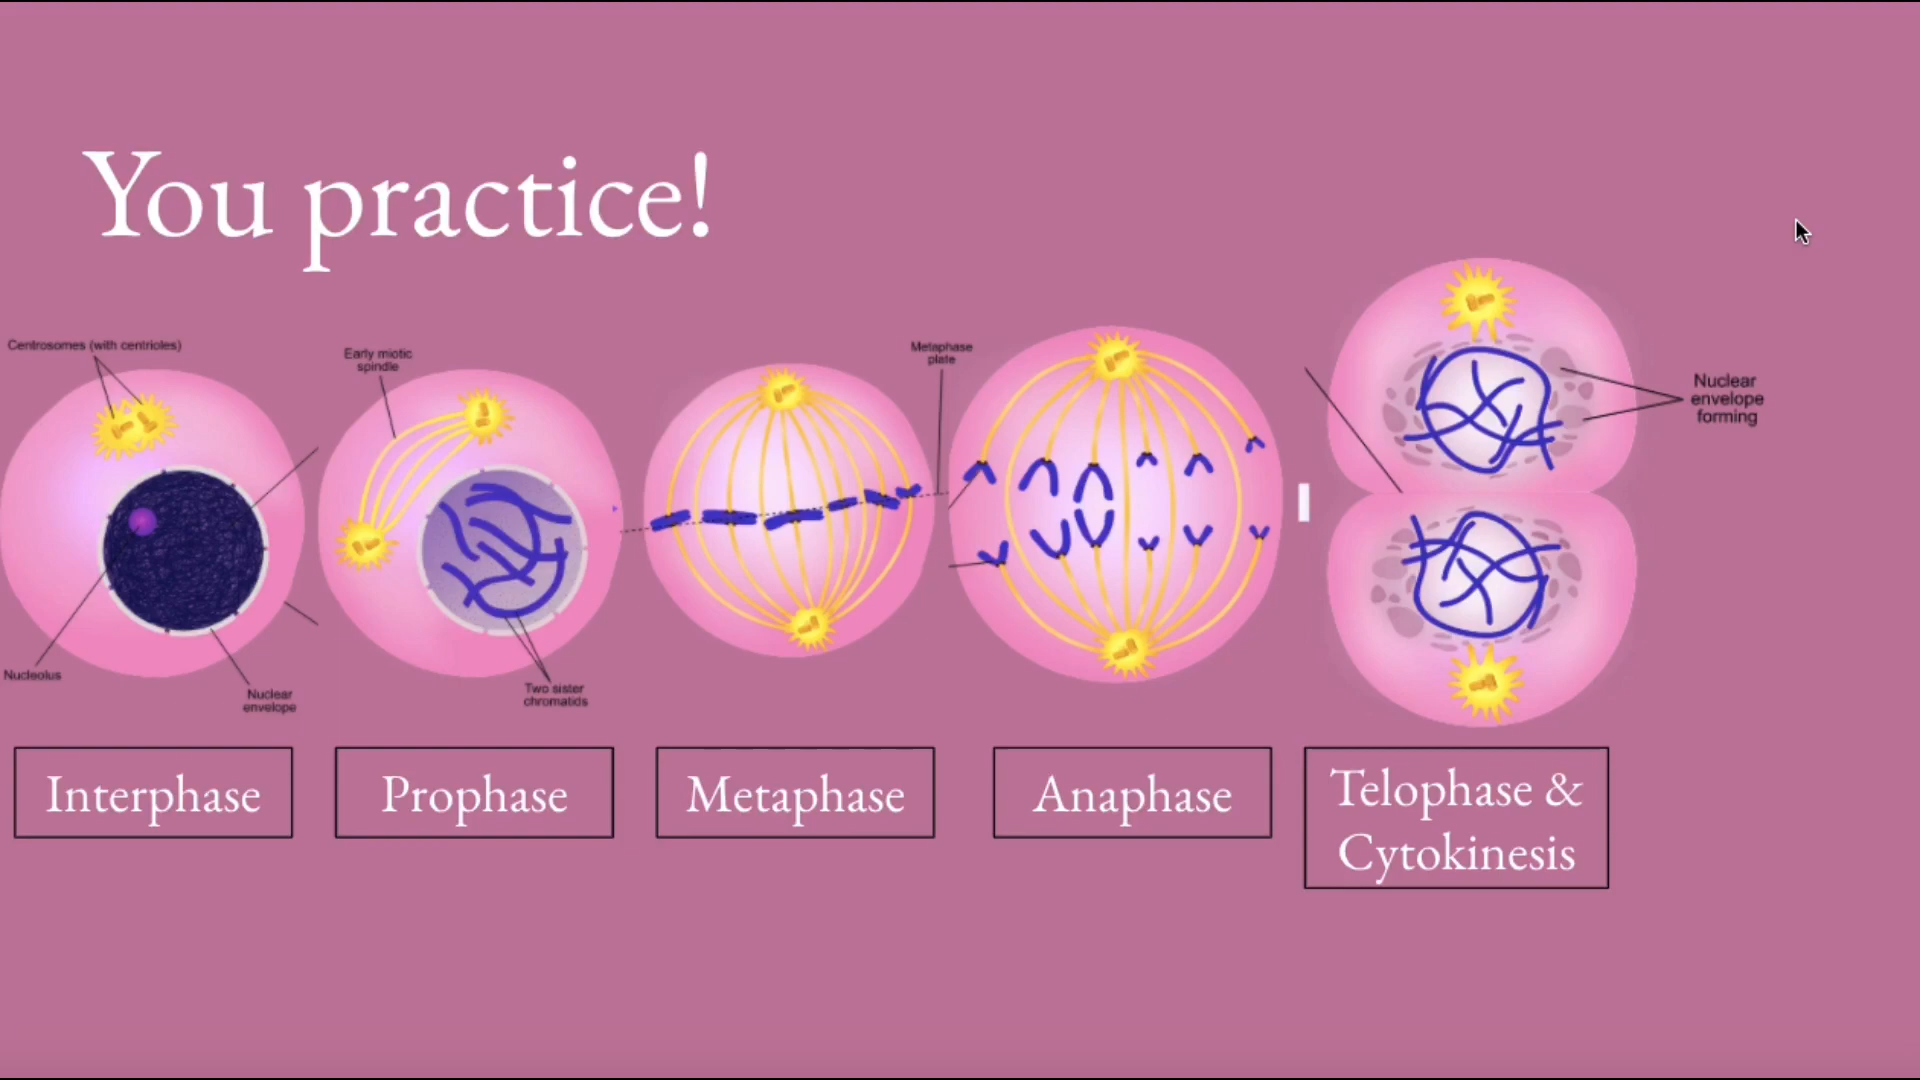 You practice!
Centrosomes (with centrioles)
Early miotic
spindle
Metaphase
plate
Nuclear
envelope
forming
Nucleolus
Nuclear
envelope
Two sister
chromatids
Interphase
Prophase
Metaphase
Anaphase
Telophase &
Cytokinesis